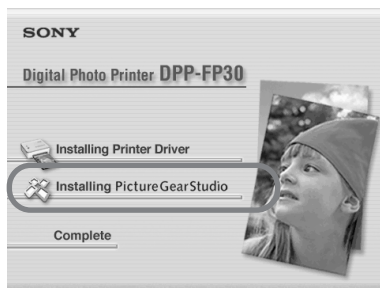 SONY
Digital Photo Printer DPP-FP30
Installing Printer Driver
Installing PictureGearStudio
Complete